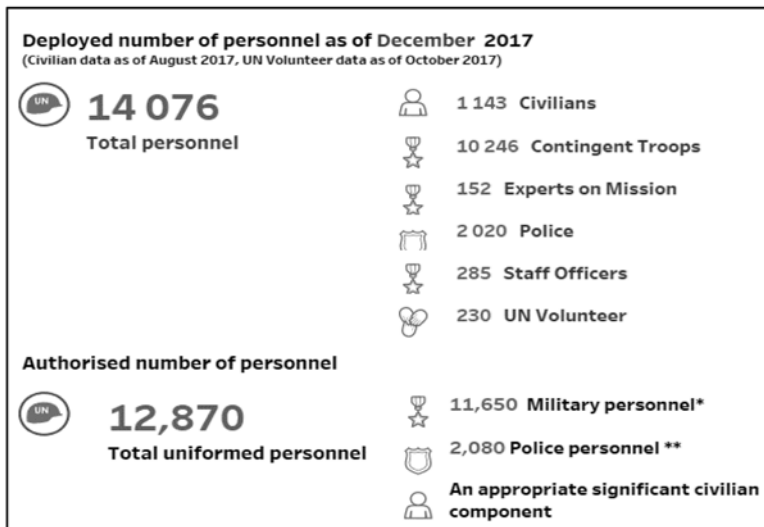 Deployed number of personnel as of December 2017
(Civilian data as of August 2017, UN Volunteer data as of October 2017)
UN
14 076
Total personnel
1 143 Civilians
10 246 Contingent Troops
152 Experts on Mission
2 020 Police
285 Staff Officers
230 UN Volunteer
Authorised number of personnel
UN
12,870
Total uniformed personnel
11,650 Military personnel*
2,080 Police personnel **
An appropriate significant civilian
component